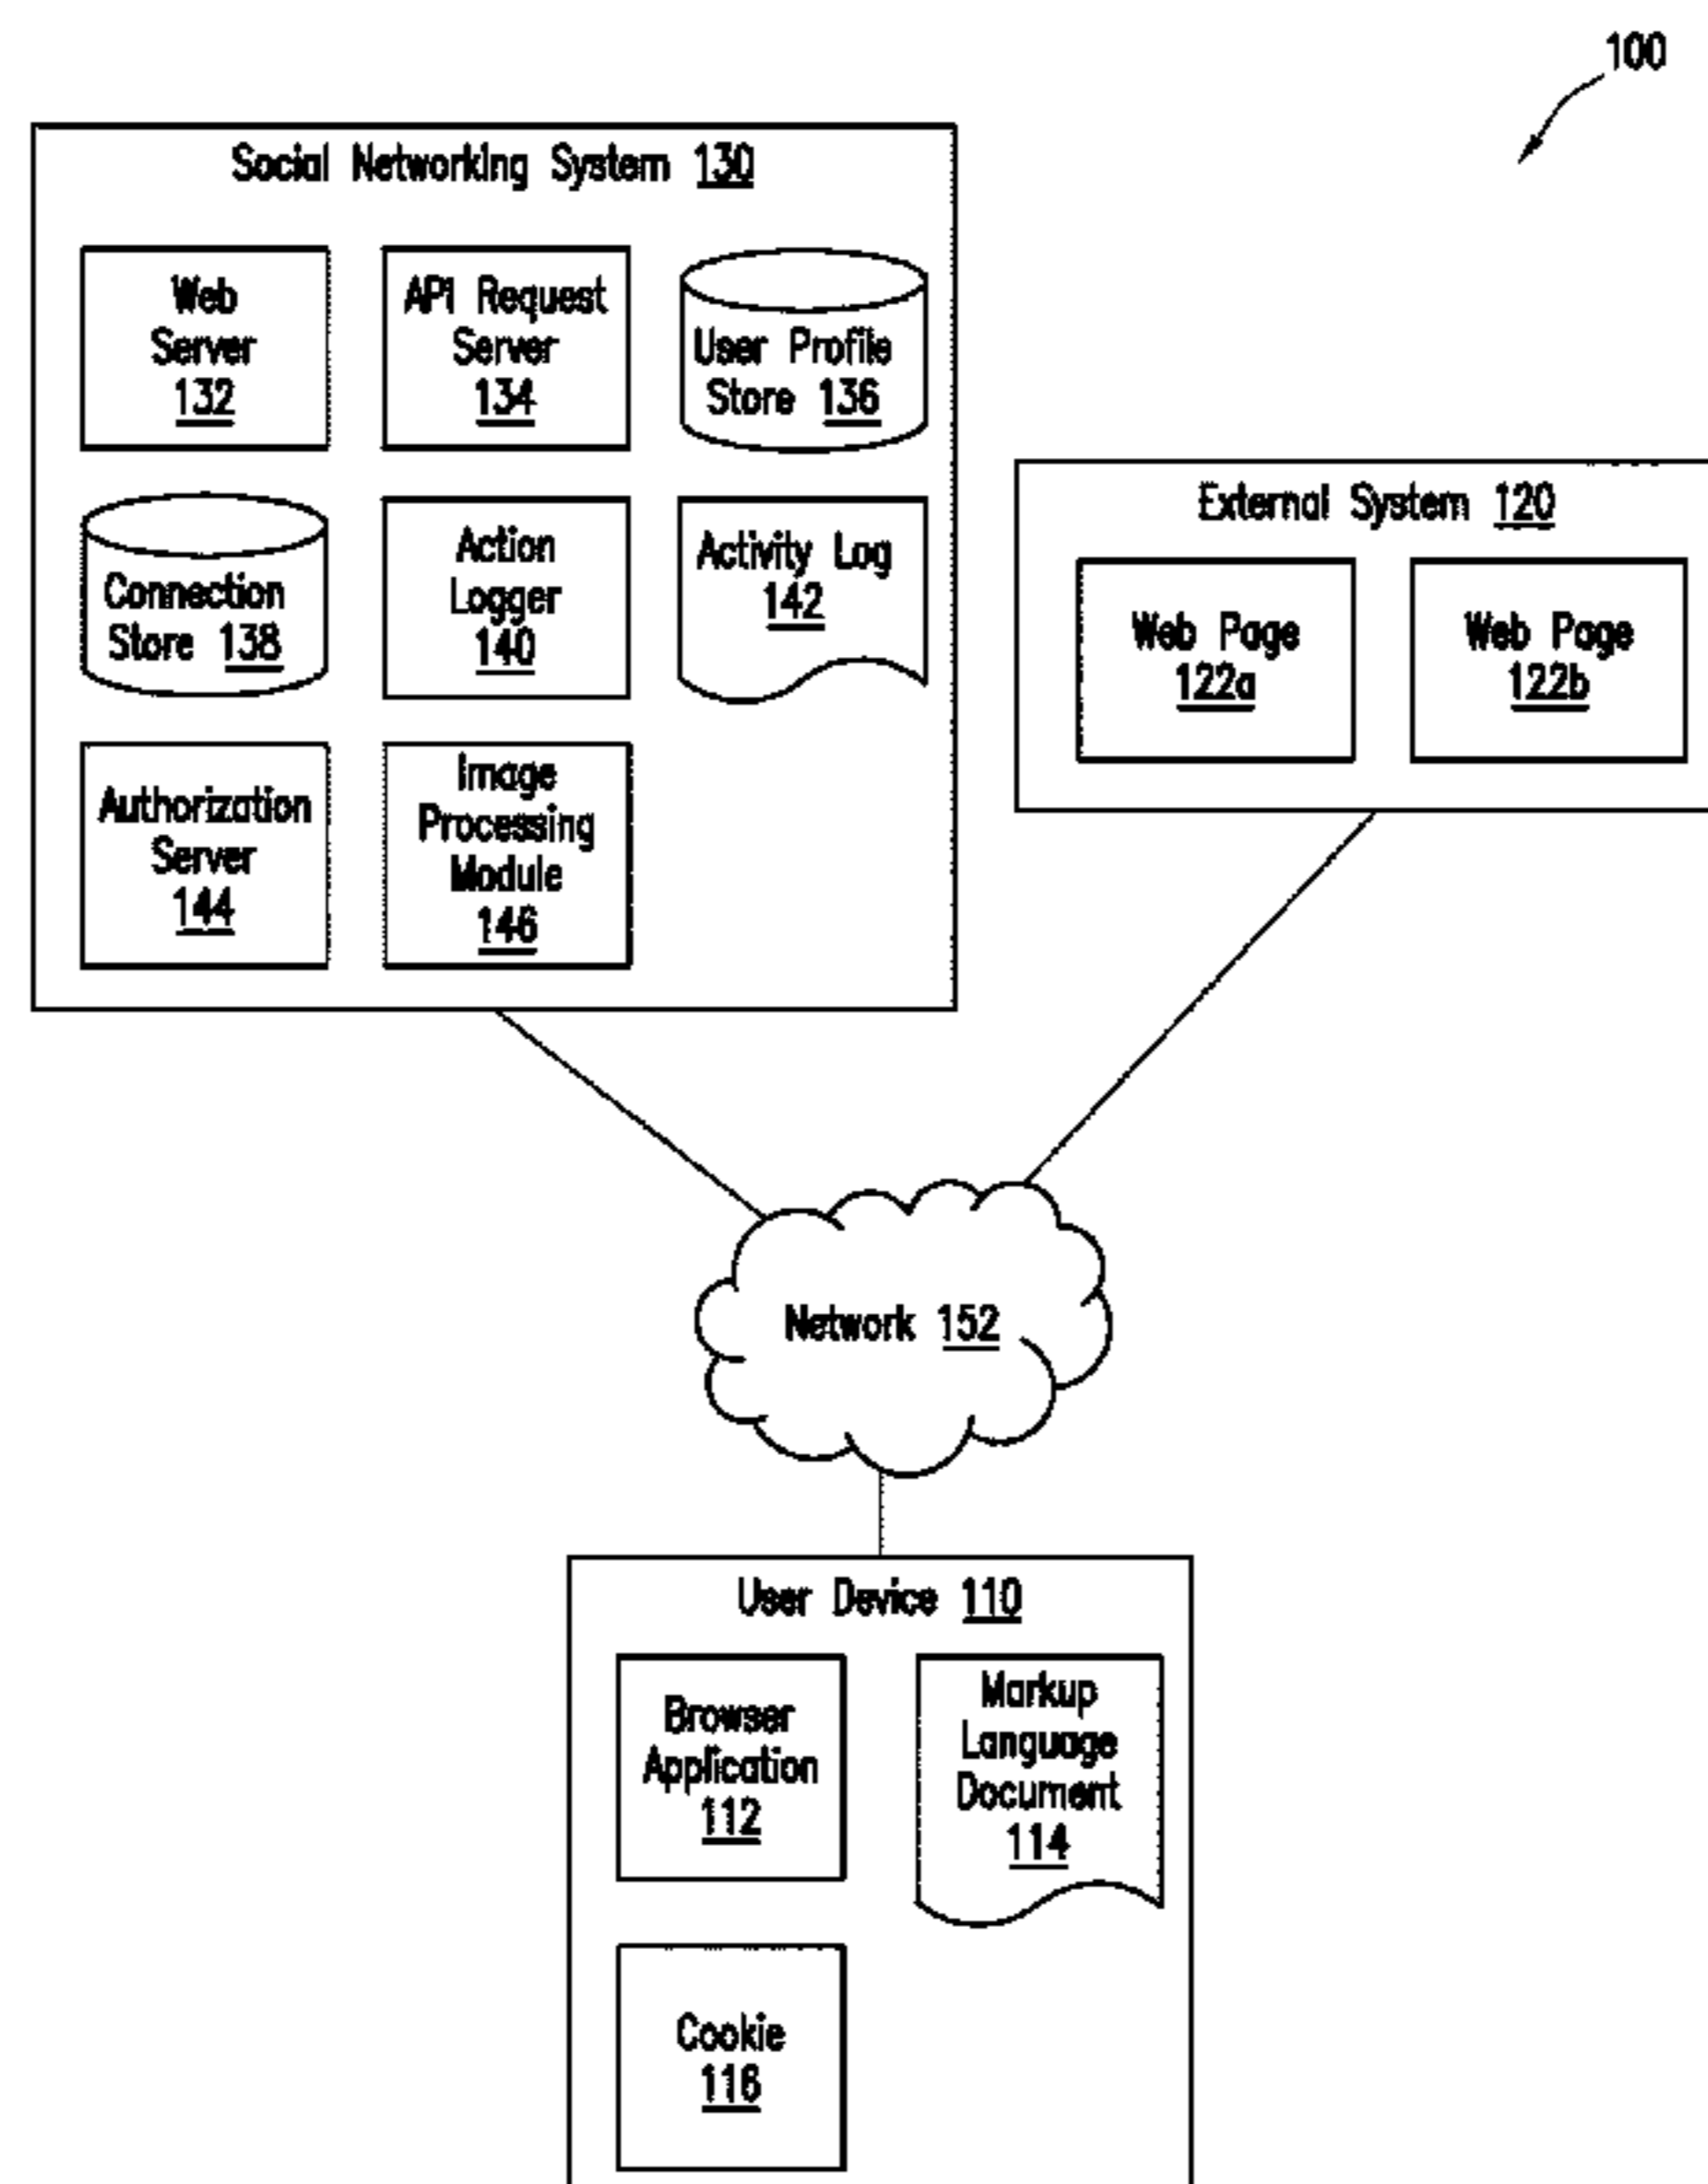 100
Social Networking System 130
Web
Server
132
API Request
Server
134
User Profile
Store 136
Connection
Store 138
Action
Logger
140
Activity Log
142
Authorization
Server
144
Image
Processing
Module
146
External System 120
Web Page
122a
Web Page
122b
Network 152
User Device 110
Browser
Application
112
Markup
Language
Document
114
Cookie
116